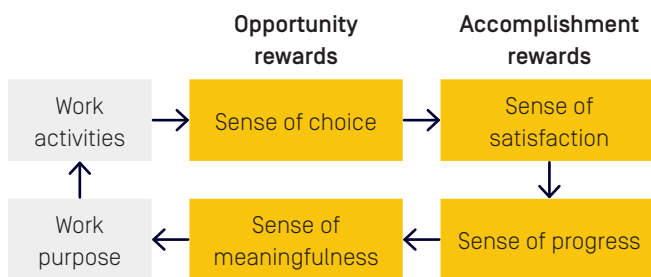 Opportunity
rewards
Accomplishment
rewards
Work
activities
Sense of choice
Sense of
satisfaction
Work
purpose
Sense of
meaningfulness
Sense of progress